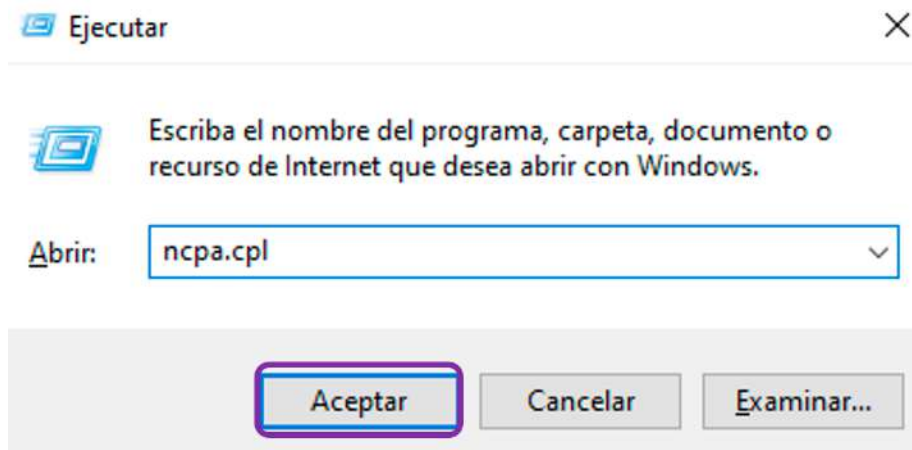 Ejecutar
Escriba el nombre del programa, carpeta, documento o
recurso de Internet que desea abrir con Windows.
Abrir: ncpa.cpl
Aceptar Cancelar Examinar...